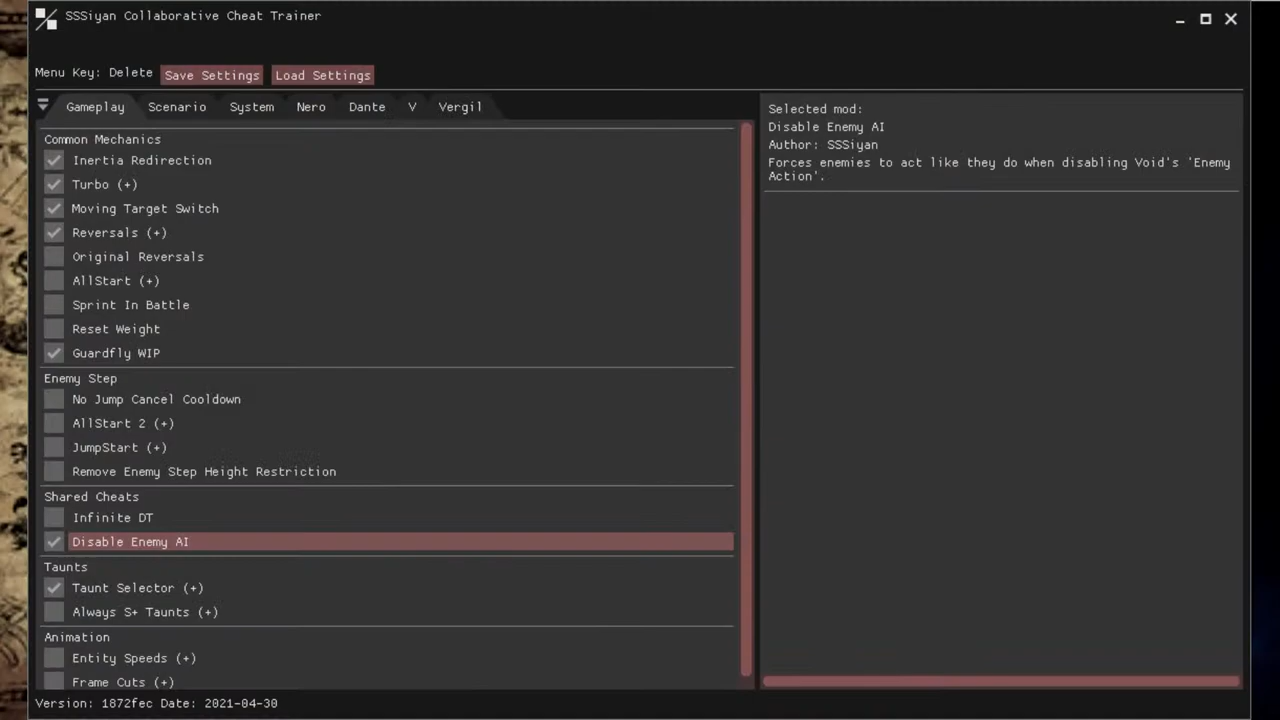 SSSiyan Collaborative Cheat Trainer
Menu Key: Delete Save Settings Load Settings
Gameplay Scenario System Nero Dante V Vergil
Common Mechanics
Inertia Redirection
Turbo (+)
Moving Target Switch
Reversals (+)
Original Reversals
AllStart (+)
Sprint In Battle
Reset Weight
Guardfly WIP
Enemy Step
No Jump Cancel Cooldown
AllStart 2 (+)
JumpStart (+)
Remove Enemy Step Height Restriction
Shared Cheats
Infinite DT
Disable Enemy AI
Taunts
Taunt Selector (+)
Always S+ Taunts (+)
Animation
Entity Speeds (+)
Frame Cuts (+)
Selected mod:
Disable Enemy AI
Author: SSSiyan
Forces enemies to act like they do when disabling Void's 'Enemy
Action'.
Version: 1872fec Date: 2021-04-30